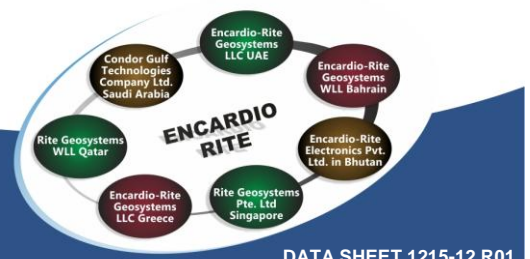 Encardio-Rite
Geosystems
LLC UAE
Encardio-Rite
Geosystems
WLL Bahrain
Encardio-Rite
Electronics Pvt.
Ltd. in Bhutan
Rite Geosystems
Pte. Ltd
Singapore
Encardio-Rite
Geosystems
LLC Greece
Rite Geosystems
WLL Qatar
Condor Gulf
Technologies
Company Ltd.
Saudi Arabia
ENCARDIO
RITE
DATA SHEET 1215-12 R01